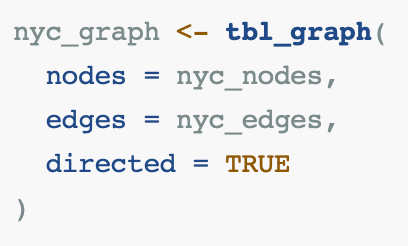 nyc_graph <- tbl_graph(
  nodes = nyc_nodes,
  edges = nyc_edges,
  directed = TRUE
)